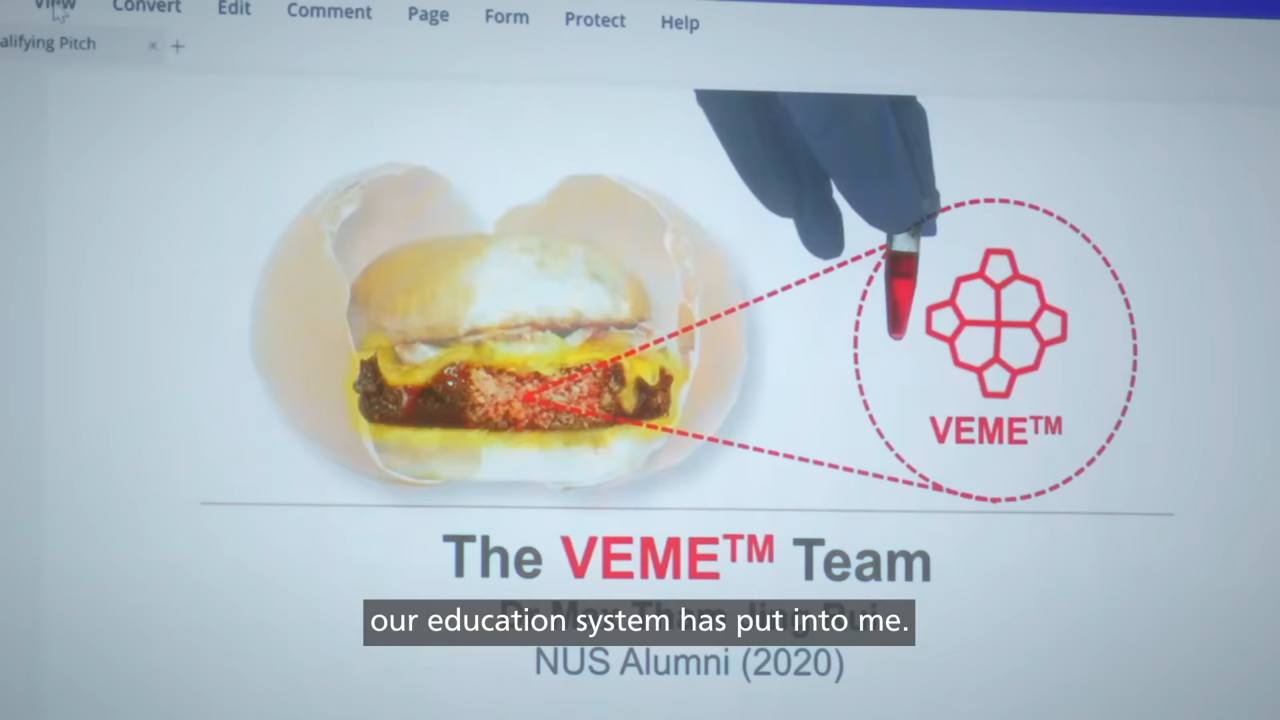 View Convert Edit Comment Page Form Protect Help
alifying Pitch × +
VEME™
The VEME™ Team
our education system has put into me.
NUS Alumni (2020)